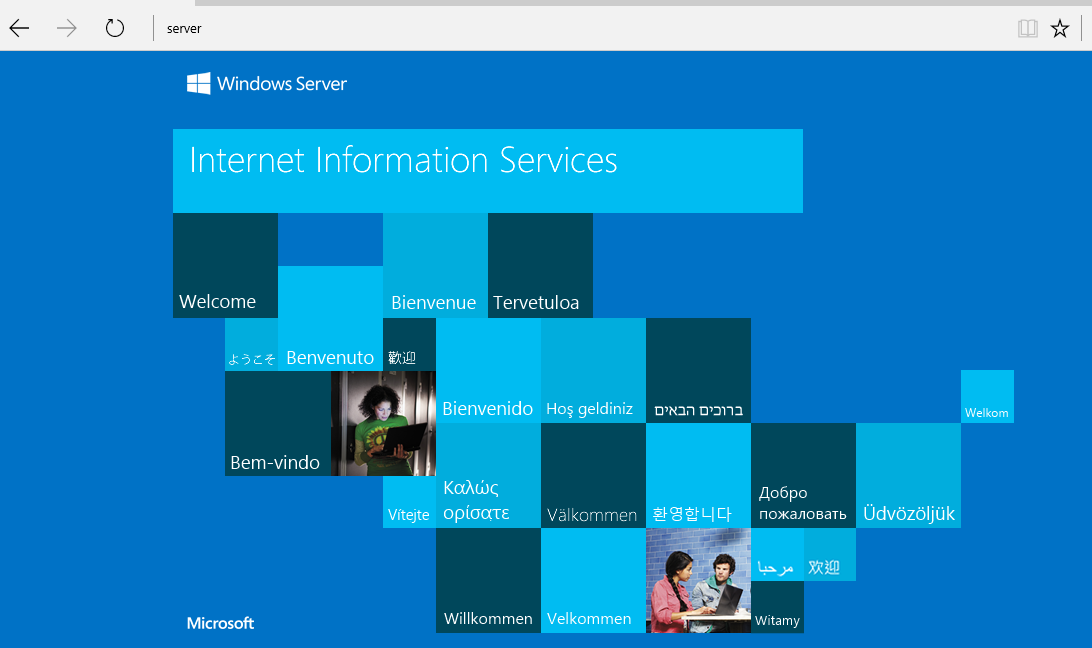 server
Windows Server
Internet Information Services
Welcome
Bienvenue
Tervetuloa
ようこそ
Benvenuto
歡迎
Bienvenido
Hoş geldiniz
ברוכים הבאים
Welkom
Bem-vindo
Vítejte
Καλώς
ορίσατε
Välkommen
환영합니다
Добро
пожаловать
Üdvözöljük
مرحبا
欢迎
Willkommen
Velkommen
Witamy
Microsoft